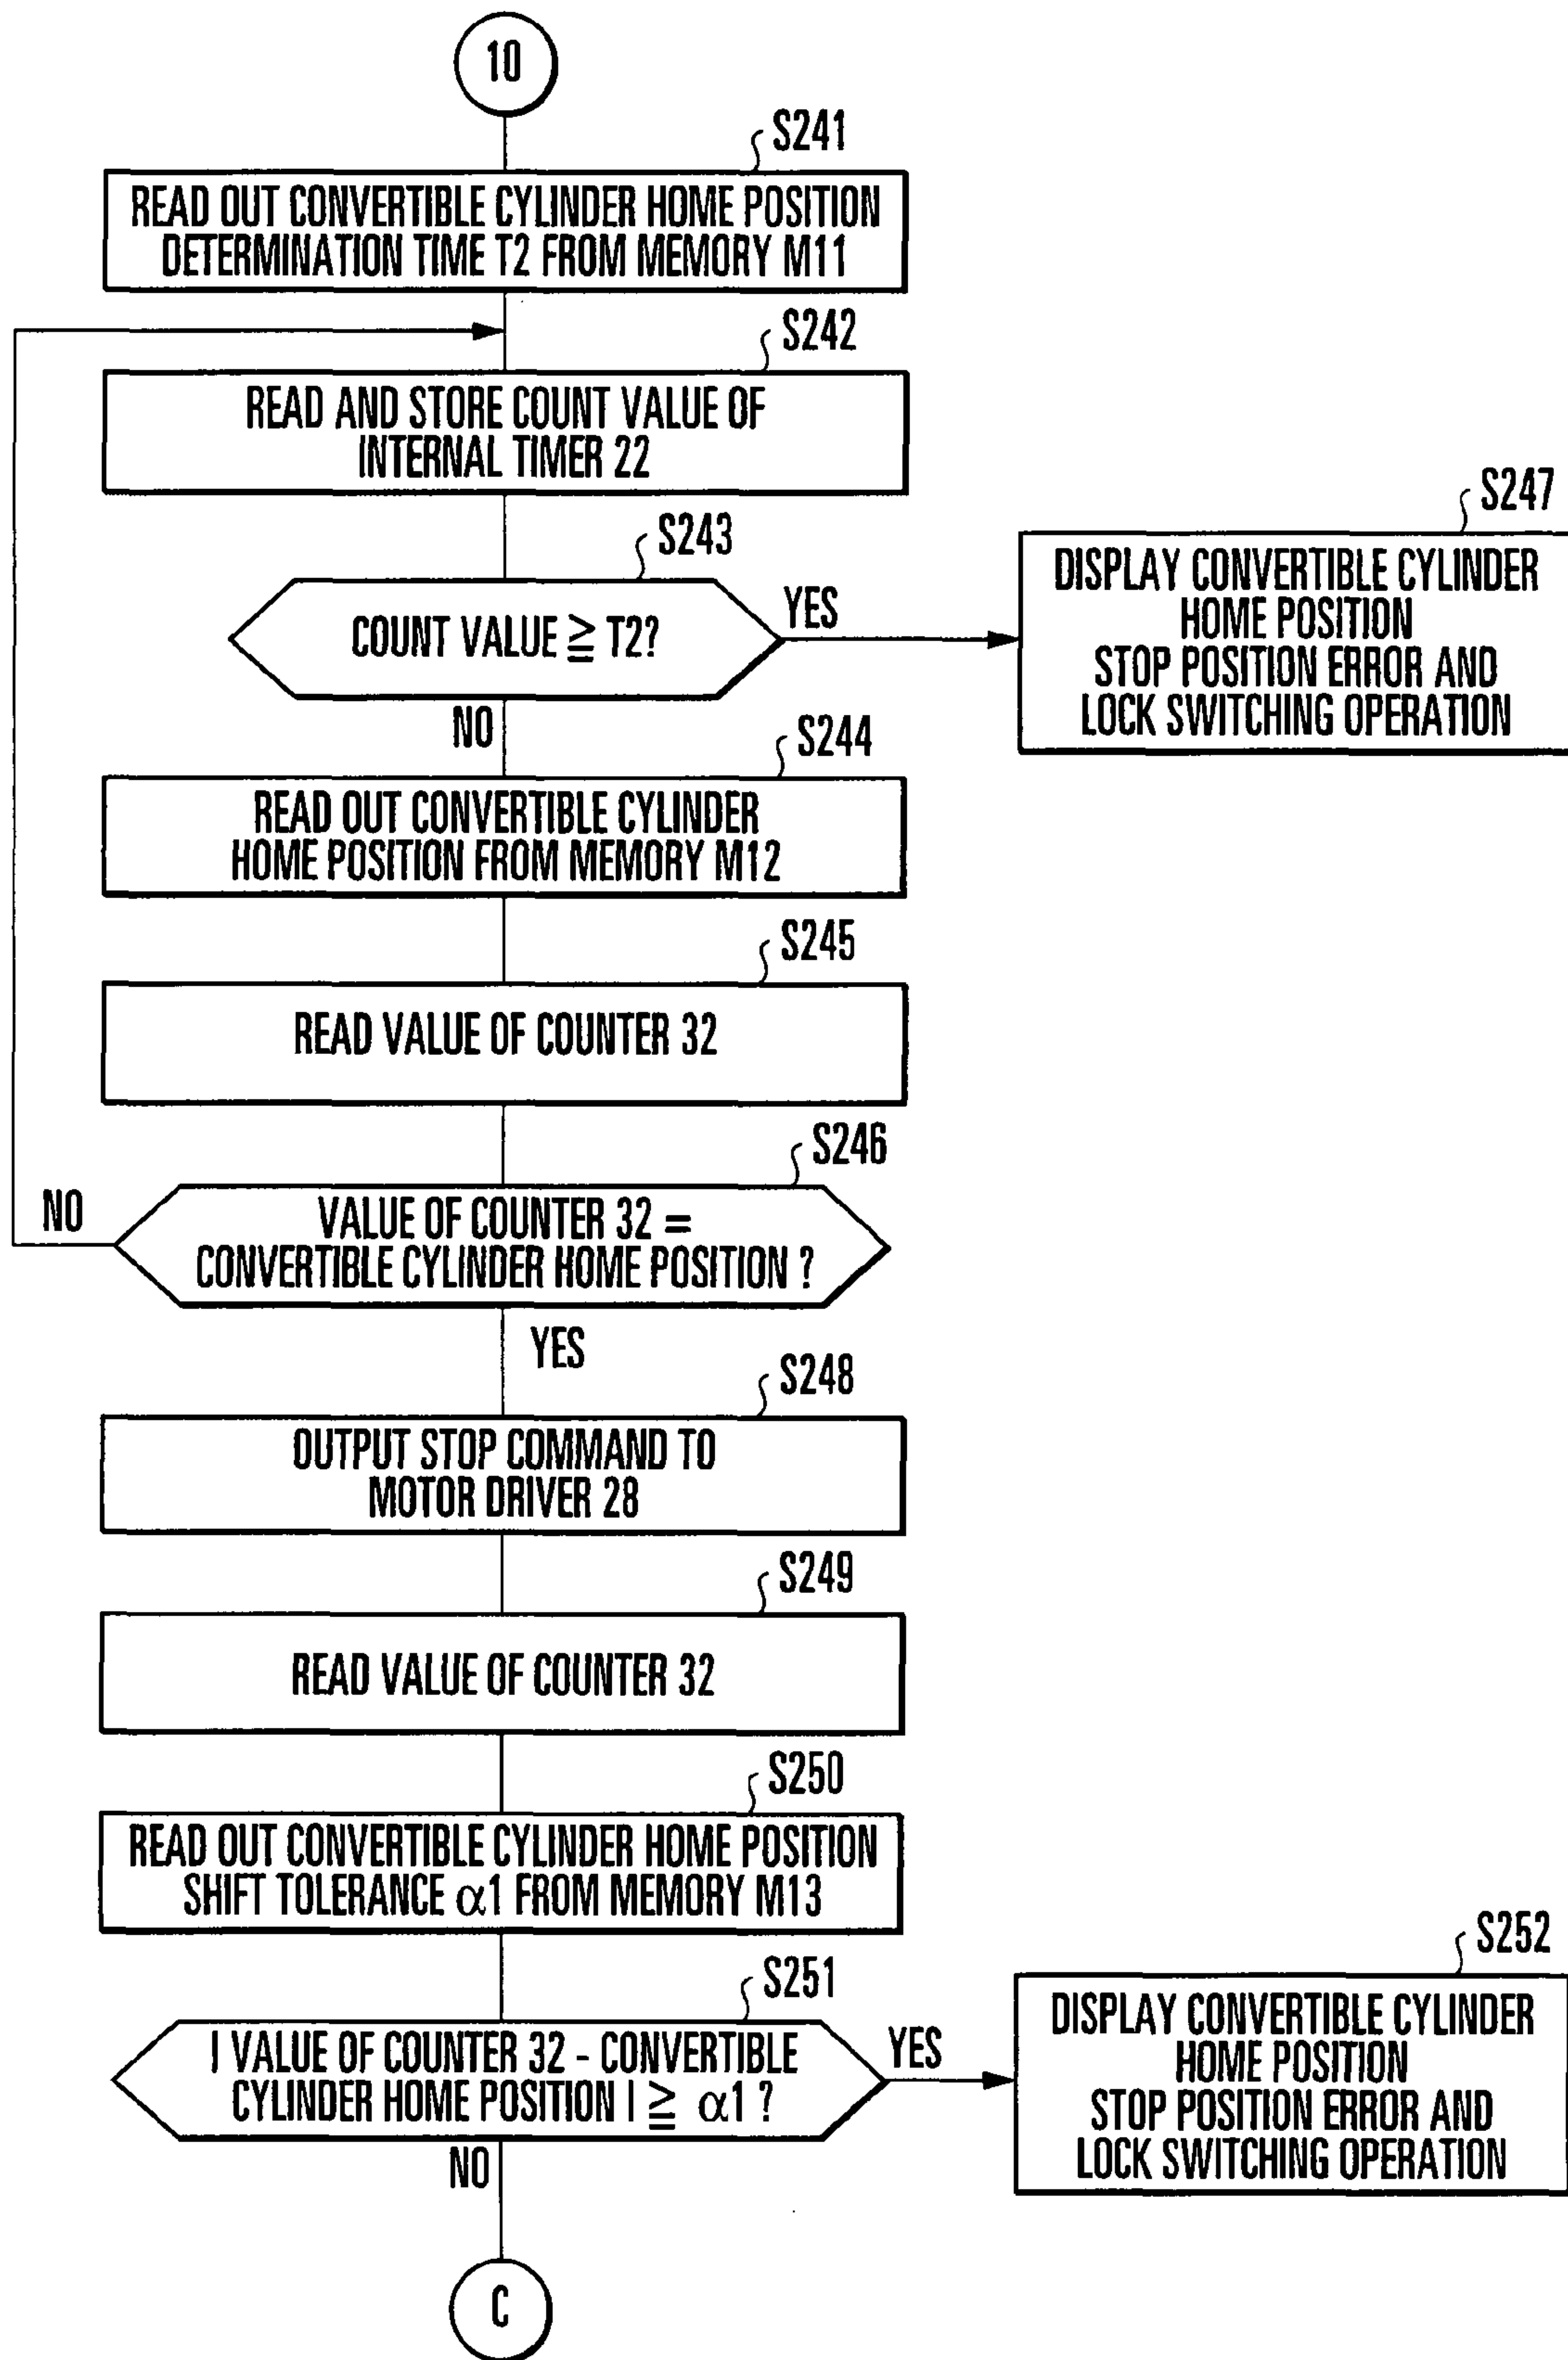 10
S241
READ OUT CONVERTIBLE CYLINDER HOME POSITION
DETERMINATION TIME T2 FROM MEMORY M11
S242
READ AND STORE COUNT VALUE OF
INTERNAL TIMER 22
S243
COUNT VALUE ≧ T2?
YES
S247
DISPLAY CONVERTIBLE CYLINDER
HOME POSITION
STOP POSITION ERROR AND
LOCK SWITCHING OPERATION
NO
S244
READ OUT CONVERTIBLE CYLINDER
HOME POSITION FROM MEMORY M12
S245
READ VALUE OF COUNTER 32
S246
NO
VALUE OF COUNTER 32 =
CONVERTIBLE CYLINDER HOME POSITION ?
YES
S248
OUTPUT STOP COMMAND TO
MOTOR DRIVER 28
S249
READ VALUE OF COUNTER 32
S250
READ OUT CONVERTIBLE CYLINDER HOME POSITION
SHIFT TOLERANCE α1 FROM MEMORY M13
S251
| VALUE OF COUNTER 32 - CONVERTIBLE
CYLINDER HOME POSITION | ≧ α1 ?
YES
S252
DISPLAY CONVERTIBLE CYLINDER
HOME POSITION
STOP POSITION ERROR AND
LOCK SWITCHING OPERATION
NO
C